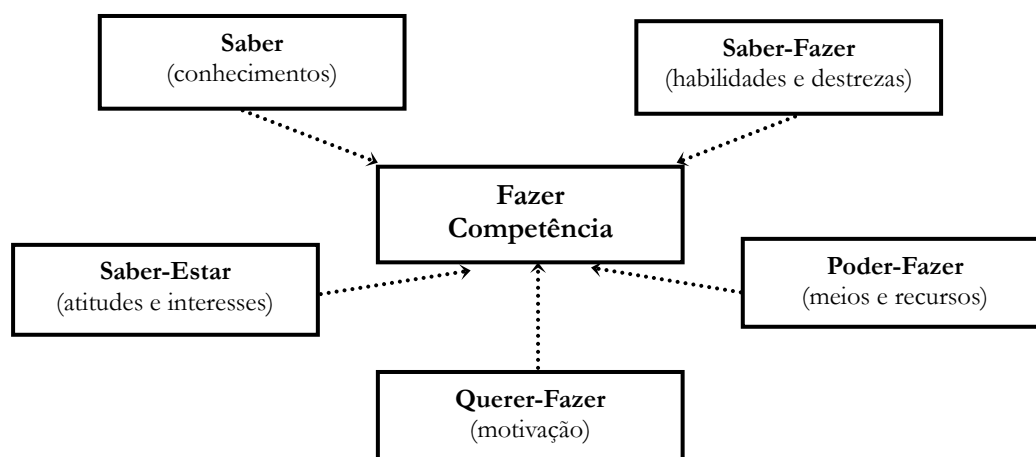 Saber
(conhecimentos)
Saber-Fazer
(habilidades e destrezas)
Fazer
Competência
Saber-Estar
(atitudes e interesses)
Poder-Fazer
(meios e recursos)
Querer-Fazer
(motivação)